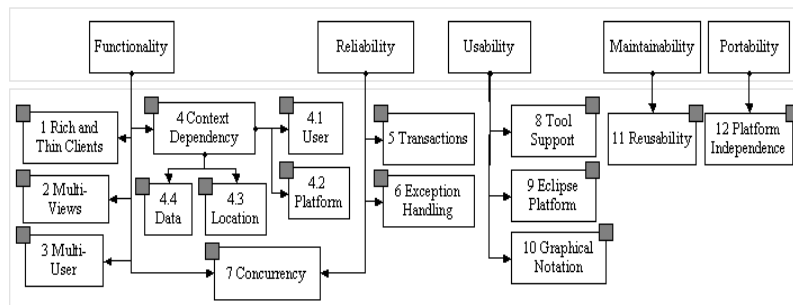 Functionality
Reliability
Usability
Maintainability
Portability
1 Rich and
Thin Clients
4 Context
Dependency
4.1
User
5 Transactions
8 Tool
Support
11 Reusability
12 Platform
Independence
2 Multi-
Views
4.4
Data
4.3
Location
4.2
Platform
6 Exception
Handling
9 Eclipse
Platform
3 Multi-
User
7 Concurrency
10 Graphical
Notation